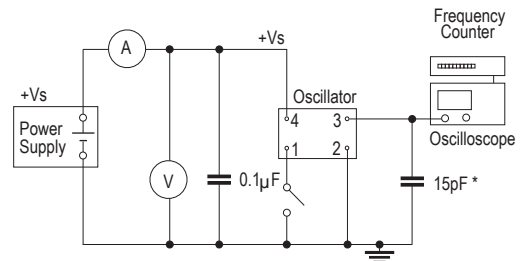 Frequency
Counter
A
+Vs
+Vs
Oscillator
4 3
1 2
Power
Supply
Oscilloscope
V
0.1µF
15pF *